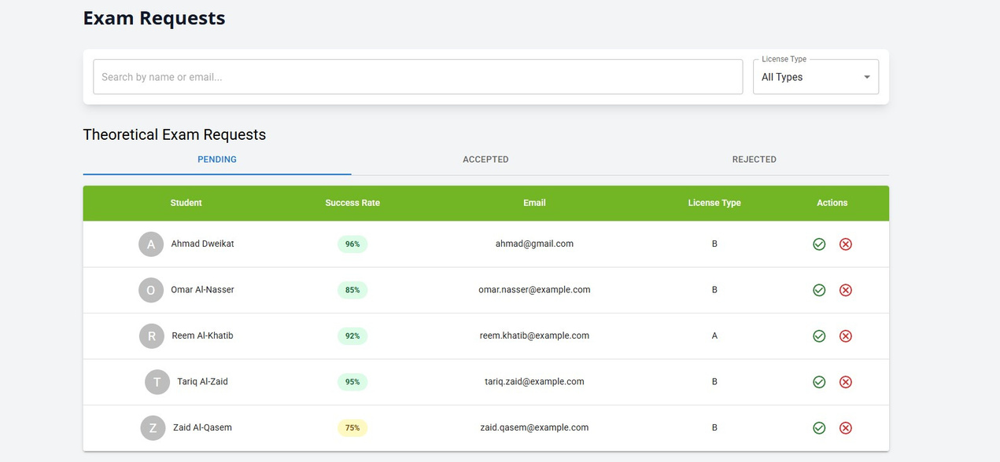 Exam Requests
Search by name or email...
License Type
All Types
Theoretical Exam Requests
PENDING ACCEPTED REJECTED
Student Success Rate Email License Type Actions
A Ahmad Dweikat 96% ahmad@gmail.com B
O Omar Al-Nasser 85% omar.nasser@example.com B
R Reem Al-Khatib 92% reem.khatib@example.com A
T Tariq Al-Zaid 95% tariq.zaid@example.com B
Z Zaid Al-Qasem 75% zaid.qasem@example.com B